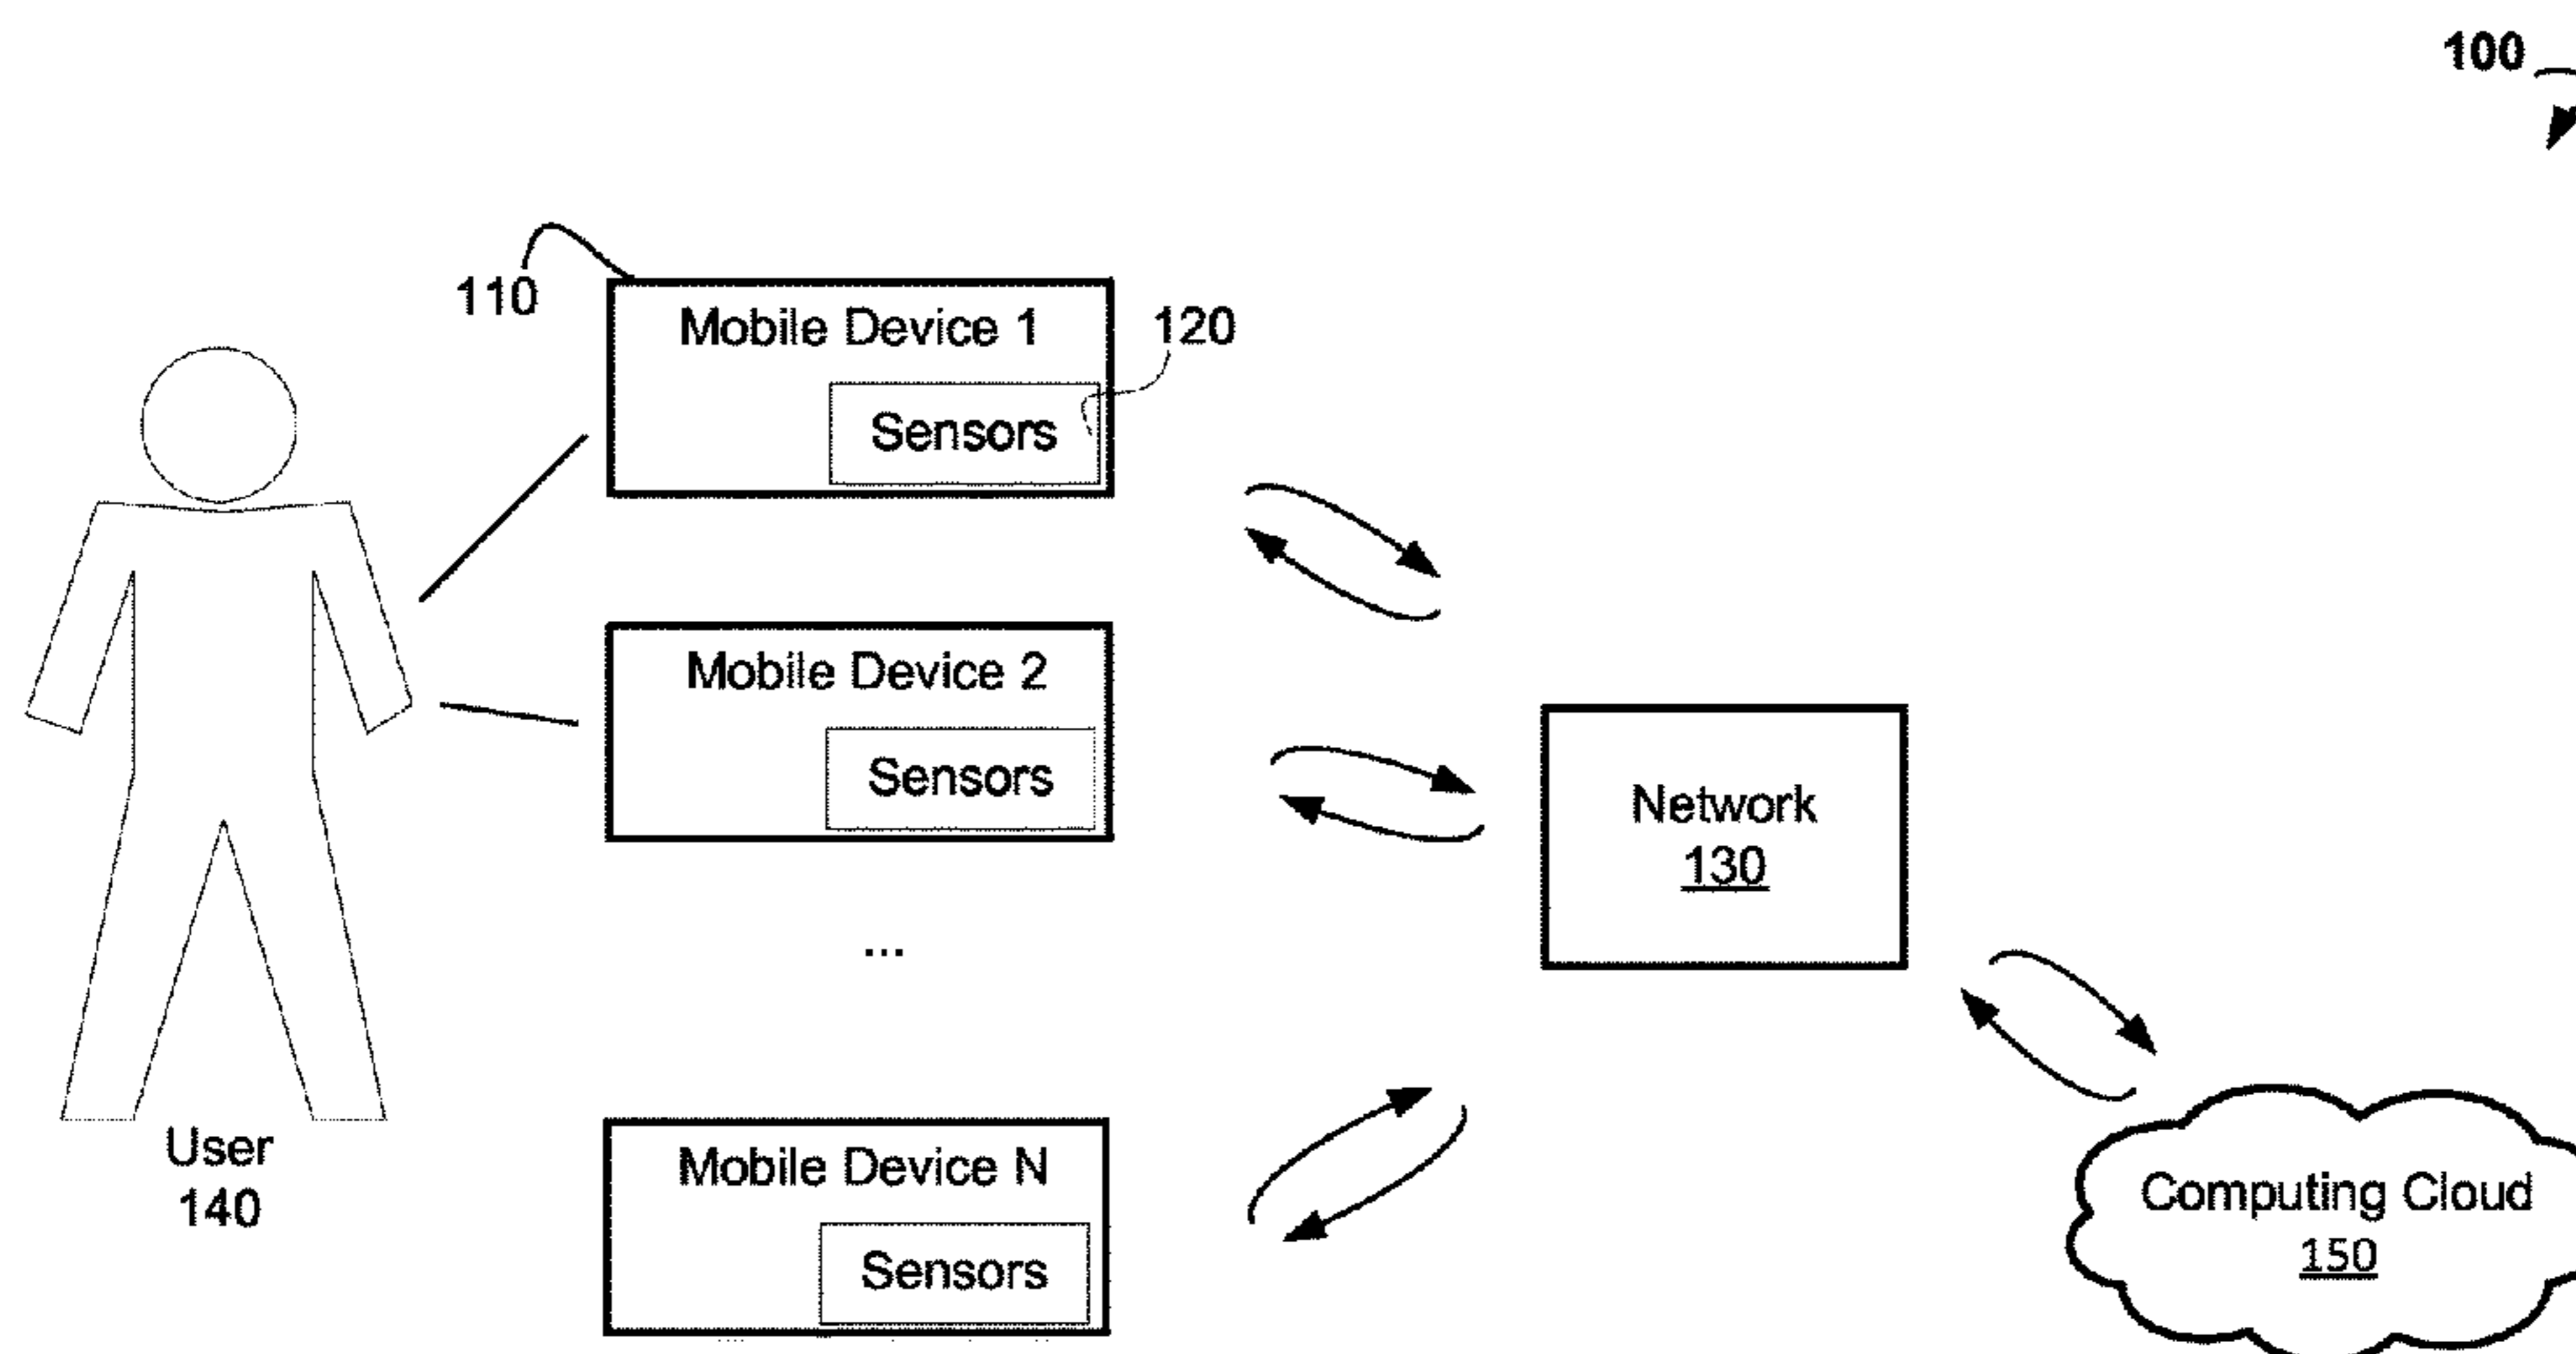 100
110
Mobile Device 1
120
Sensors
Mobile Device 2
Sensors
Network
130
...
User
140
Mobile Device N
Sensors
Computing Cloud
150